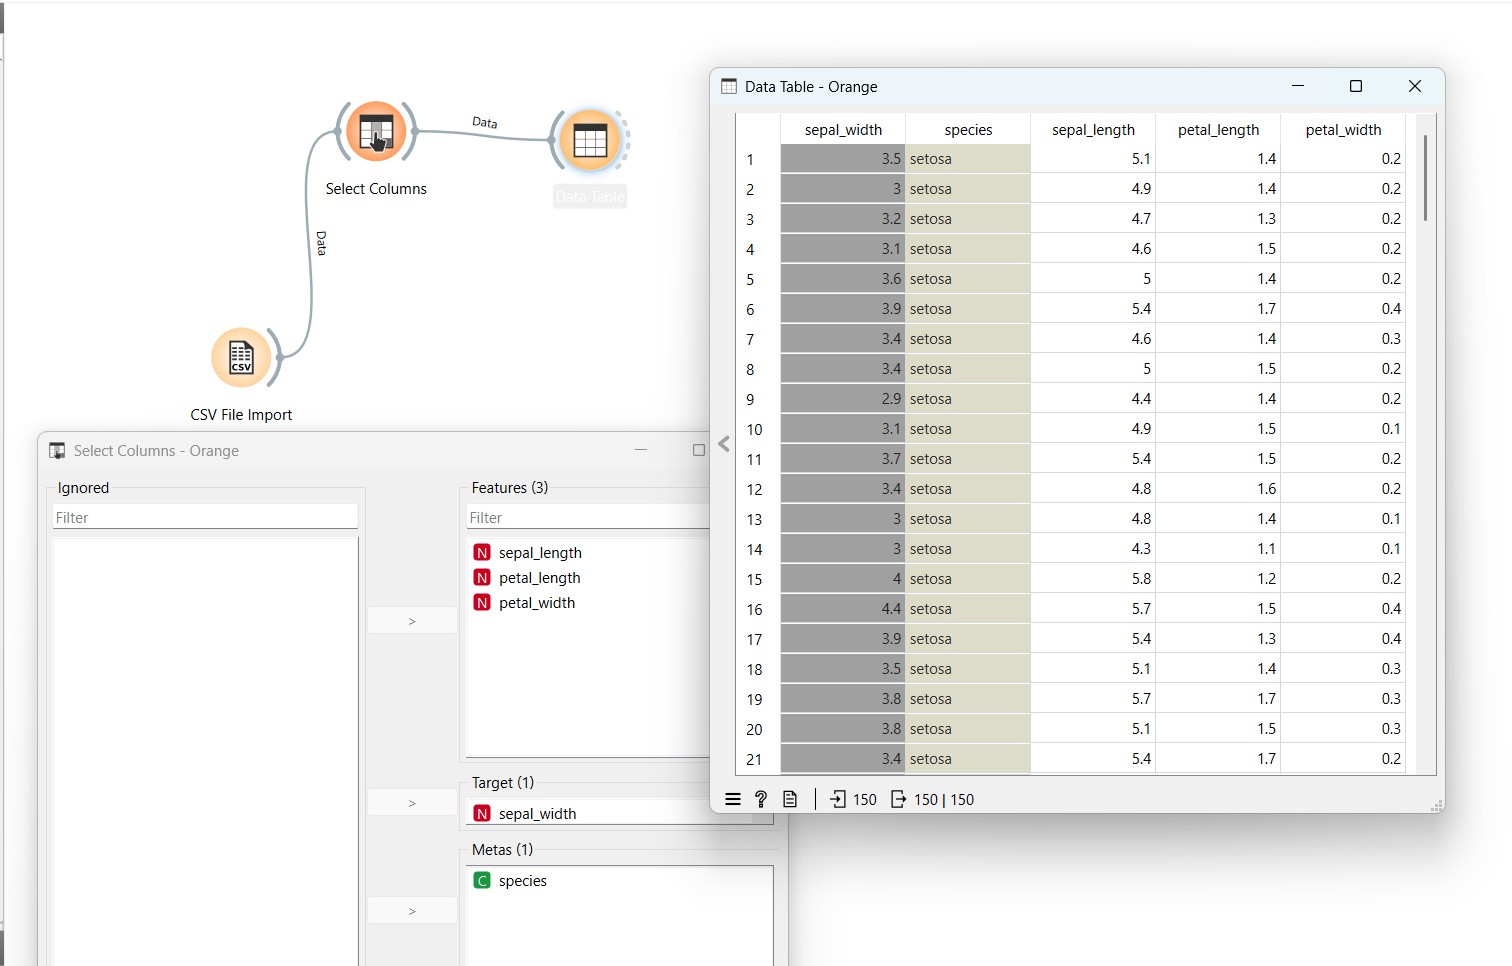 Data
Select Columns
Data Table
Data
CSV
CSV File Import
Select Columns - Orange
Ignored
Filter
>
>
>
Features (3)
Filter
N sepal_length
N petal_length
N petal_width
Target (1)
N sepal_width
Metas (1)
C species
Data Table - Orange
sepal_width species sepal_length petal_length petal_width
1 3.5 setosa 5.1 1.4 0.2
2 3 setosa 4.9 1.4 0.2
3 3.2 setosa 4.7 1.3 0.2
4 3.1 setosa 4.6 1.5 0.2
5 3.6 setosa 5 1.4 0.2
6 3.9 setosa 5.4 1.7 0.4
7 3.4 setosa 4.6 1.4 0.3
8 3.4 setosa 5 1.5 0.2
9 2.9 setosa 4.4 1.4 0.2
10 3.1 setosa 4.9 1.5 0.1
11 3.7 setosa 5.4 1.5 0.2
12 3.4 setosa 4.8 1.6 0.2
13 3 setosa 4.8 1.4 0.1
14 3 setosa 4.3 1.1 0.1
15 4 setosa 5.8 1.2 0.2
16 4.4 setosa 5.7 1.5 0.4
17 3.9 setosa 5.4 1.3 0.4
18 3.5 setosa 5.1 1.4 0.3
19 3.8 setosa 5.7 1.7 0.3
20 3.8 setosa 5.1 1.5 0.3
21 3.4 setosa 5.4 1.7 0.2
? 150 150 | 150